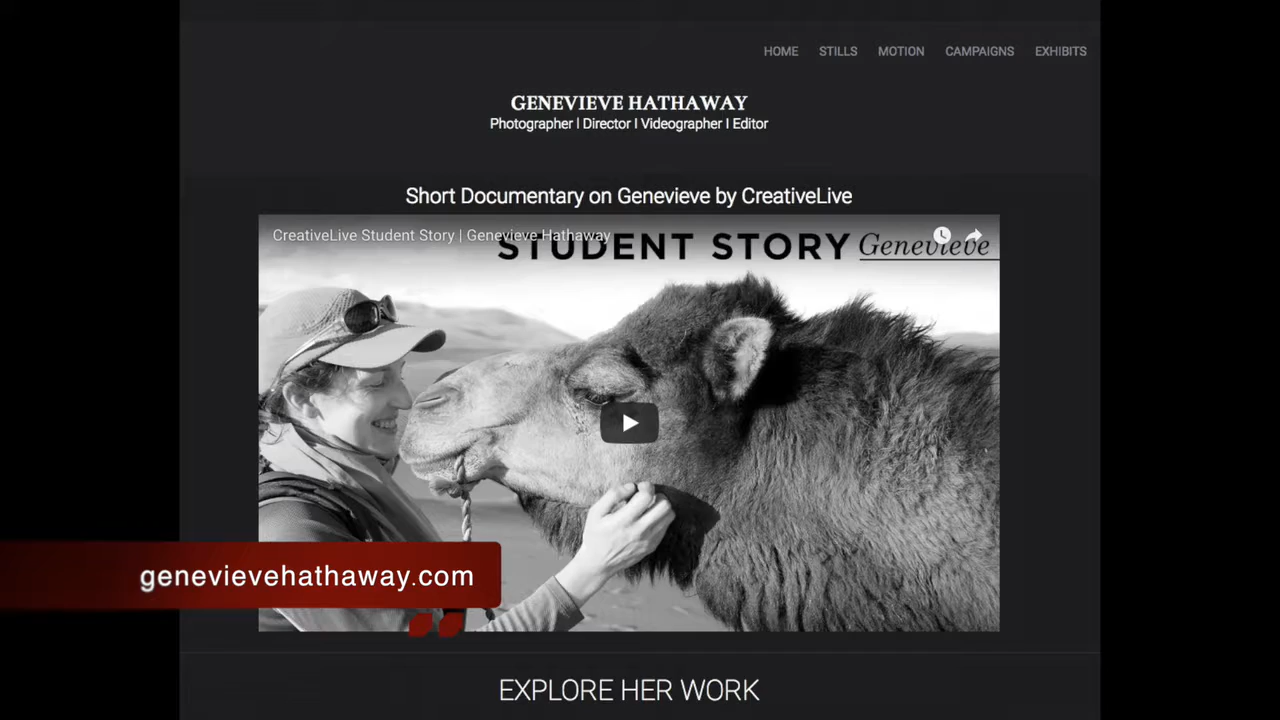 HOME STILLS MOTION CAMPAIGNS EXHIBITS
GENEVIEVE HATHAWAY
Photographer | Director I Videographer I Editor
Short Documentary on Genevieve by CreativeLive
CreativeLive Student Story | Genevieve Hathaway
STUDENT STORY Genevieve
genevievehathaway.com
EXPLORE HER WORK